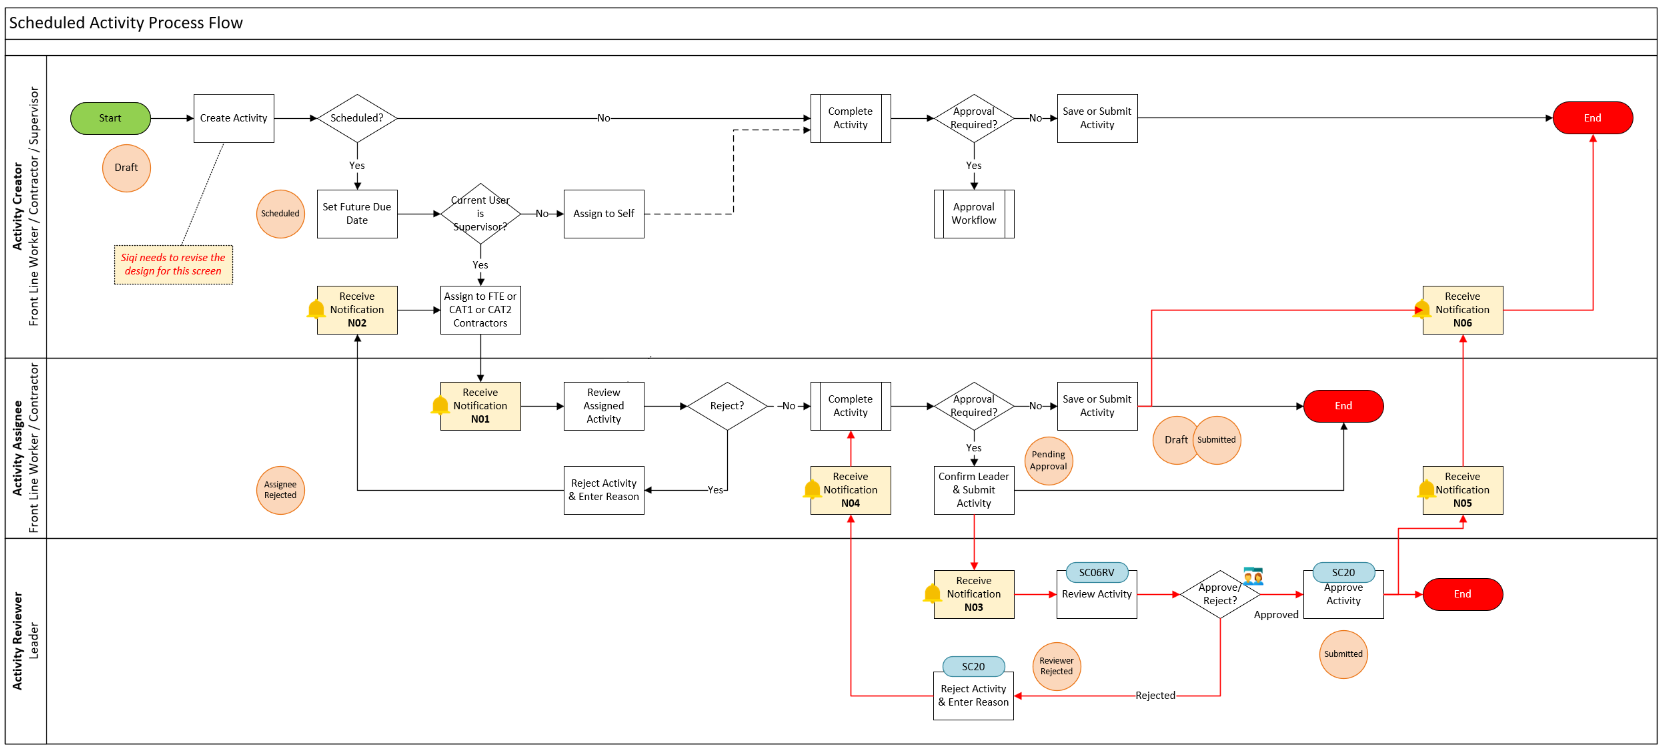 Scheduled Activity Process Flow
Activity Creator
Front Line Worker / Contractor / Supervisor
Start
Create Activity
Scheduled?
No
Complete
Activity
Approval
Required?
No
Save or Submit
Activity
End
Draft
Yes
Yes
Scheduled
Set Future Due
Date
Current User
is
Supervisor?
No
Assign to Self
Approval
Workflow
Siqi needs to revise the
design for this screen
Yes
Receive
Notification
N02
Assign to FTE or
CAT1 or CAT2
Contractors
Receive
Notification
N06
Activity Assignee
Front Line Worker / Contractor
Receive
Notification
N01
Review
Assigned
Activity
Reject?
No
Complete
Activity
Approval
Required?
No
Save or Submit
Activity
End
Yes
Pending
Approval
Draft
Submitted
Assignee
Rejected
Reject Activity
& Enter Reason
Yes
Receive
Notification
N04
Confirm Leader
& Submit
Activity
Receive
Notification
N05
Activity Reviewer
Leader
Receive
Notification
N03
SC06RV
Review Activity
Approve/
Reject?
Approved
SC20
Approve
Activity
End
Submitted
SC20
Reject Activity
& Enter Reason
Reviewer
Rejected
Rejected